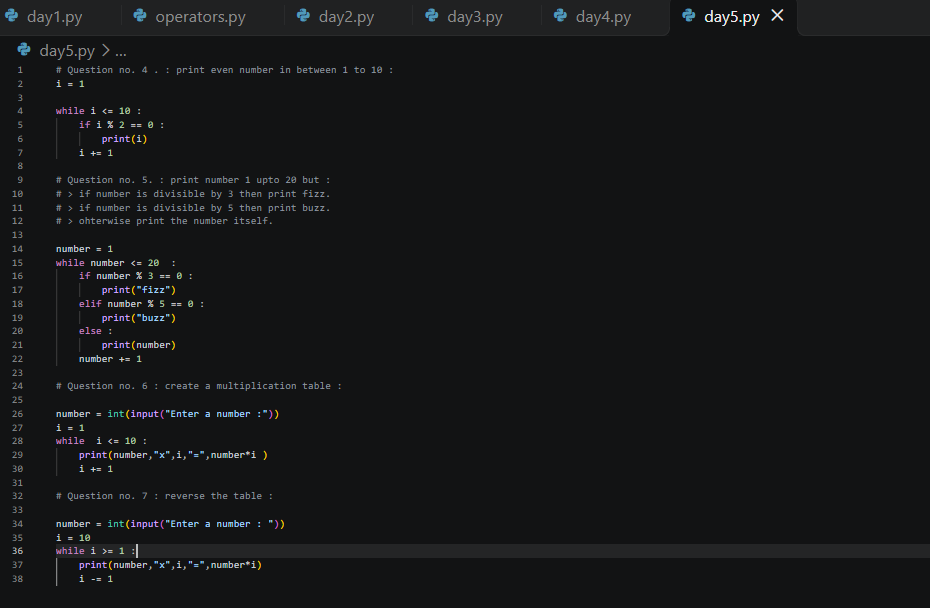 day1.py operators.py day2.py day3.py day4.py day5.py
day5.py > ...
1 # Question no. 4 . : print even number in between 1 to 10 :
2 i = 1
3
4 while i <= 10 :
5 if i % 2 == 0 :
6 print(i)
7 i += 1
8
9 # Question no. 5. : print number 1 upto 20 but :
10 # > if number is divisible by 3 then print fizz.
11 # > if number is divisible by 5 then print buzz.
12 # > ohterwise print the number itself.
13
14 number = 1
15 while number <= 20  :
16 if number % 3 == 0 :
17 print("fizz")
18 elif number % 5 == 0 :
19 print("buzz")
20 else :
21 print(number)
22 number += 1
23
24 # Question no. 6 : create a multiplication table :
25
26 number = int(input("Enter a number :"))
27 i = 1
28 while  i <= 10 :
29 print(number,"x",i,"=",number*i )
30 i += 1
31
32 # Question no. 7 : reverse the table :
33
34 number = int(input("Enter a number : "))
35 i = 10
36 while i >= 1 :
37 print(number,"x",i,"=",number*i)
38 i -= 1